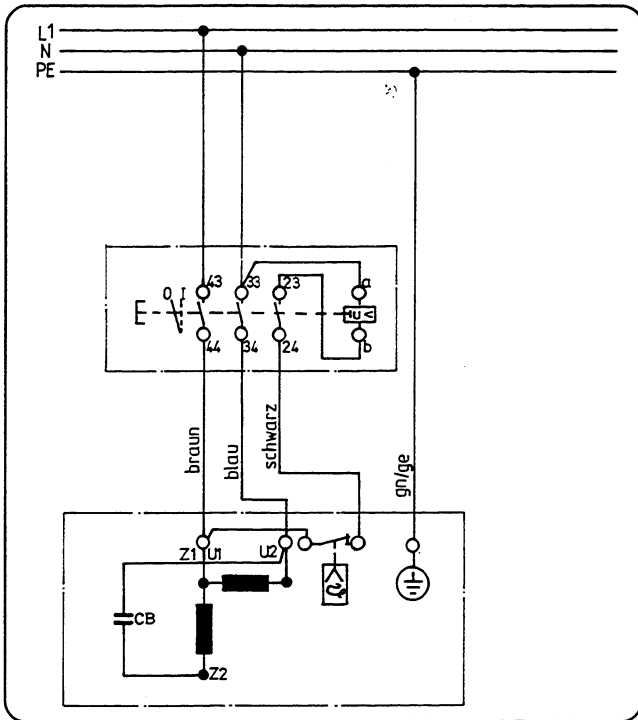 L1
N
PE
43 33 23 a
0 I
E U<
44 34 24 b
braun
blau
schwarz
gn/ge
Z1 U1 U2
ϑ
CB
Z2